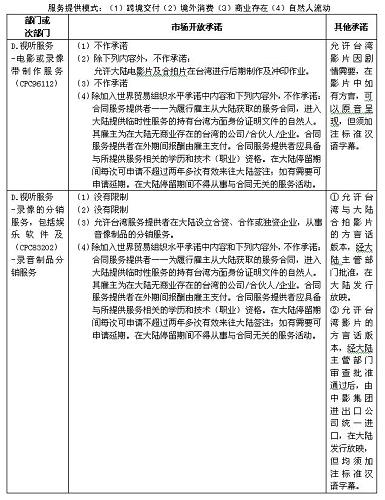 服务提供模式：（1）跨境交付（2）境外消费（3）商业存在（4）自然人流动
部门或
次部门
市场开放承诺
其他承诺
D.视听服务
-电影或录像
带制作服务
（CPC96112）
（1）不作承诺
（2）除下列内容外，不作承诺：
允许大陆电影片及合拍片在台湾进行后期制作及冲印作业。
（3）不作承诺
（4）除加入世界贸易组织水平承诺中内容和下列内容外，不作承诺：
合同服务提供者——为履行雇主从大陆获取的服务合同，进入
大陆提供临时性服务的持有台湾方面身份证明文件的自然人。
其雇主为在大陆无商业存在的台湾的公司/合伙人/企业。合同
服务提供者在外期间报酬由雇主支付。合同服务提供者应具备
与所提供服务相关的学历和技术（职业）资格。在大陆停留期
间每次可申请不超过两年多次有效来往大陆签注；如有需要可
申请延期。在大陆停留期间不得从事与合同无关的服务活动。
允许台湾
影片因剧
情需要，在
影片中如
有方言，可
以原音呈
现，但须加
注标准汉
语字幕。
D.视听服务
-录像的分销
服务，包括娱
乐软件及
（CPC83202）
-录音制品分
销服务
（1）没有限制
（2）没有限制
（3）允许台湾服务提供者在大陆设立合资、合作或独资企业，从事
音像制品的分销服务。
（4）除加入世界贸易组织水平承诺中内容和下列内容外，不作承诺：
合同服务提供者——为履行雇主从大陆获取的服务合同，进入
大陆提供临时性服务的持有台湾方面身份证明文件的自然人。
其雇主为在大陆无商业存在的台湾的公司/合伙人/企业。合同
服务提供者在外期间报酬由雇主支付。合同服务提供者应具备
与所提供服务相关的学历和技术（职业）资格。在大陆停留期
间每次可申请不超过两年多次有效来往大陆签注；如有需要可
申请延期。在大陆停留期间不得从事与合同无关的服务活动。
①允许台
湾与大陆
合拍影片
的方言话
版本，经大
陆主管部
门批准，在
大陆发行
放映。
②允许台
湾影片的
方言话版
本，经大陆
主管部门
审查批准
通过后，由
中影集团
进出口公
司统一进
口，在大陆
发行放映，
但均须加
注标准汉
语字幕。